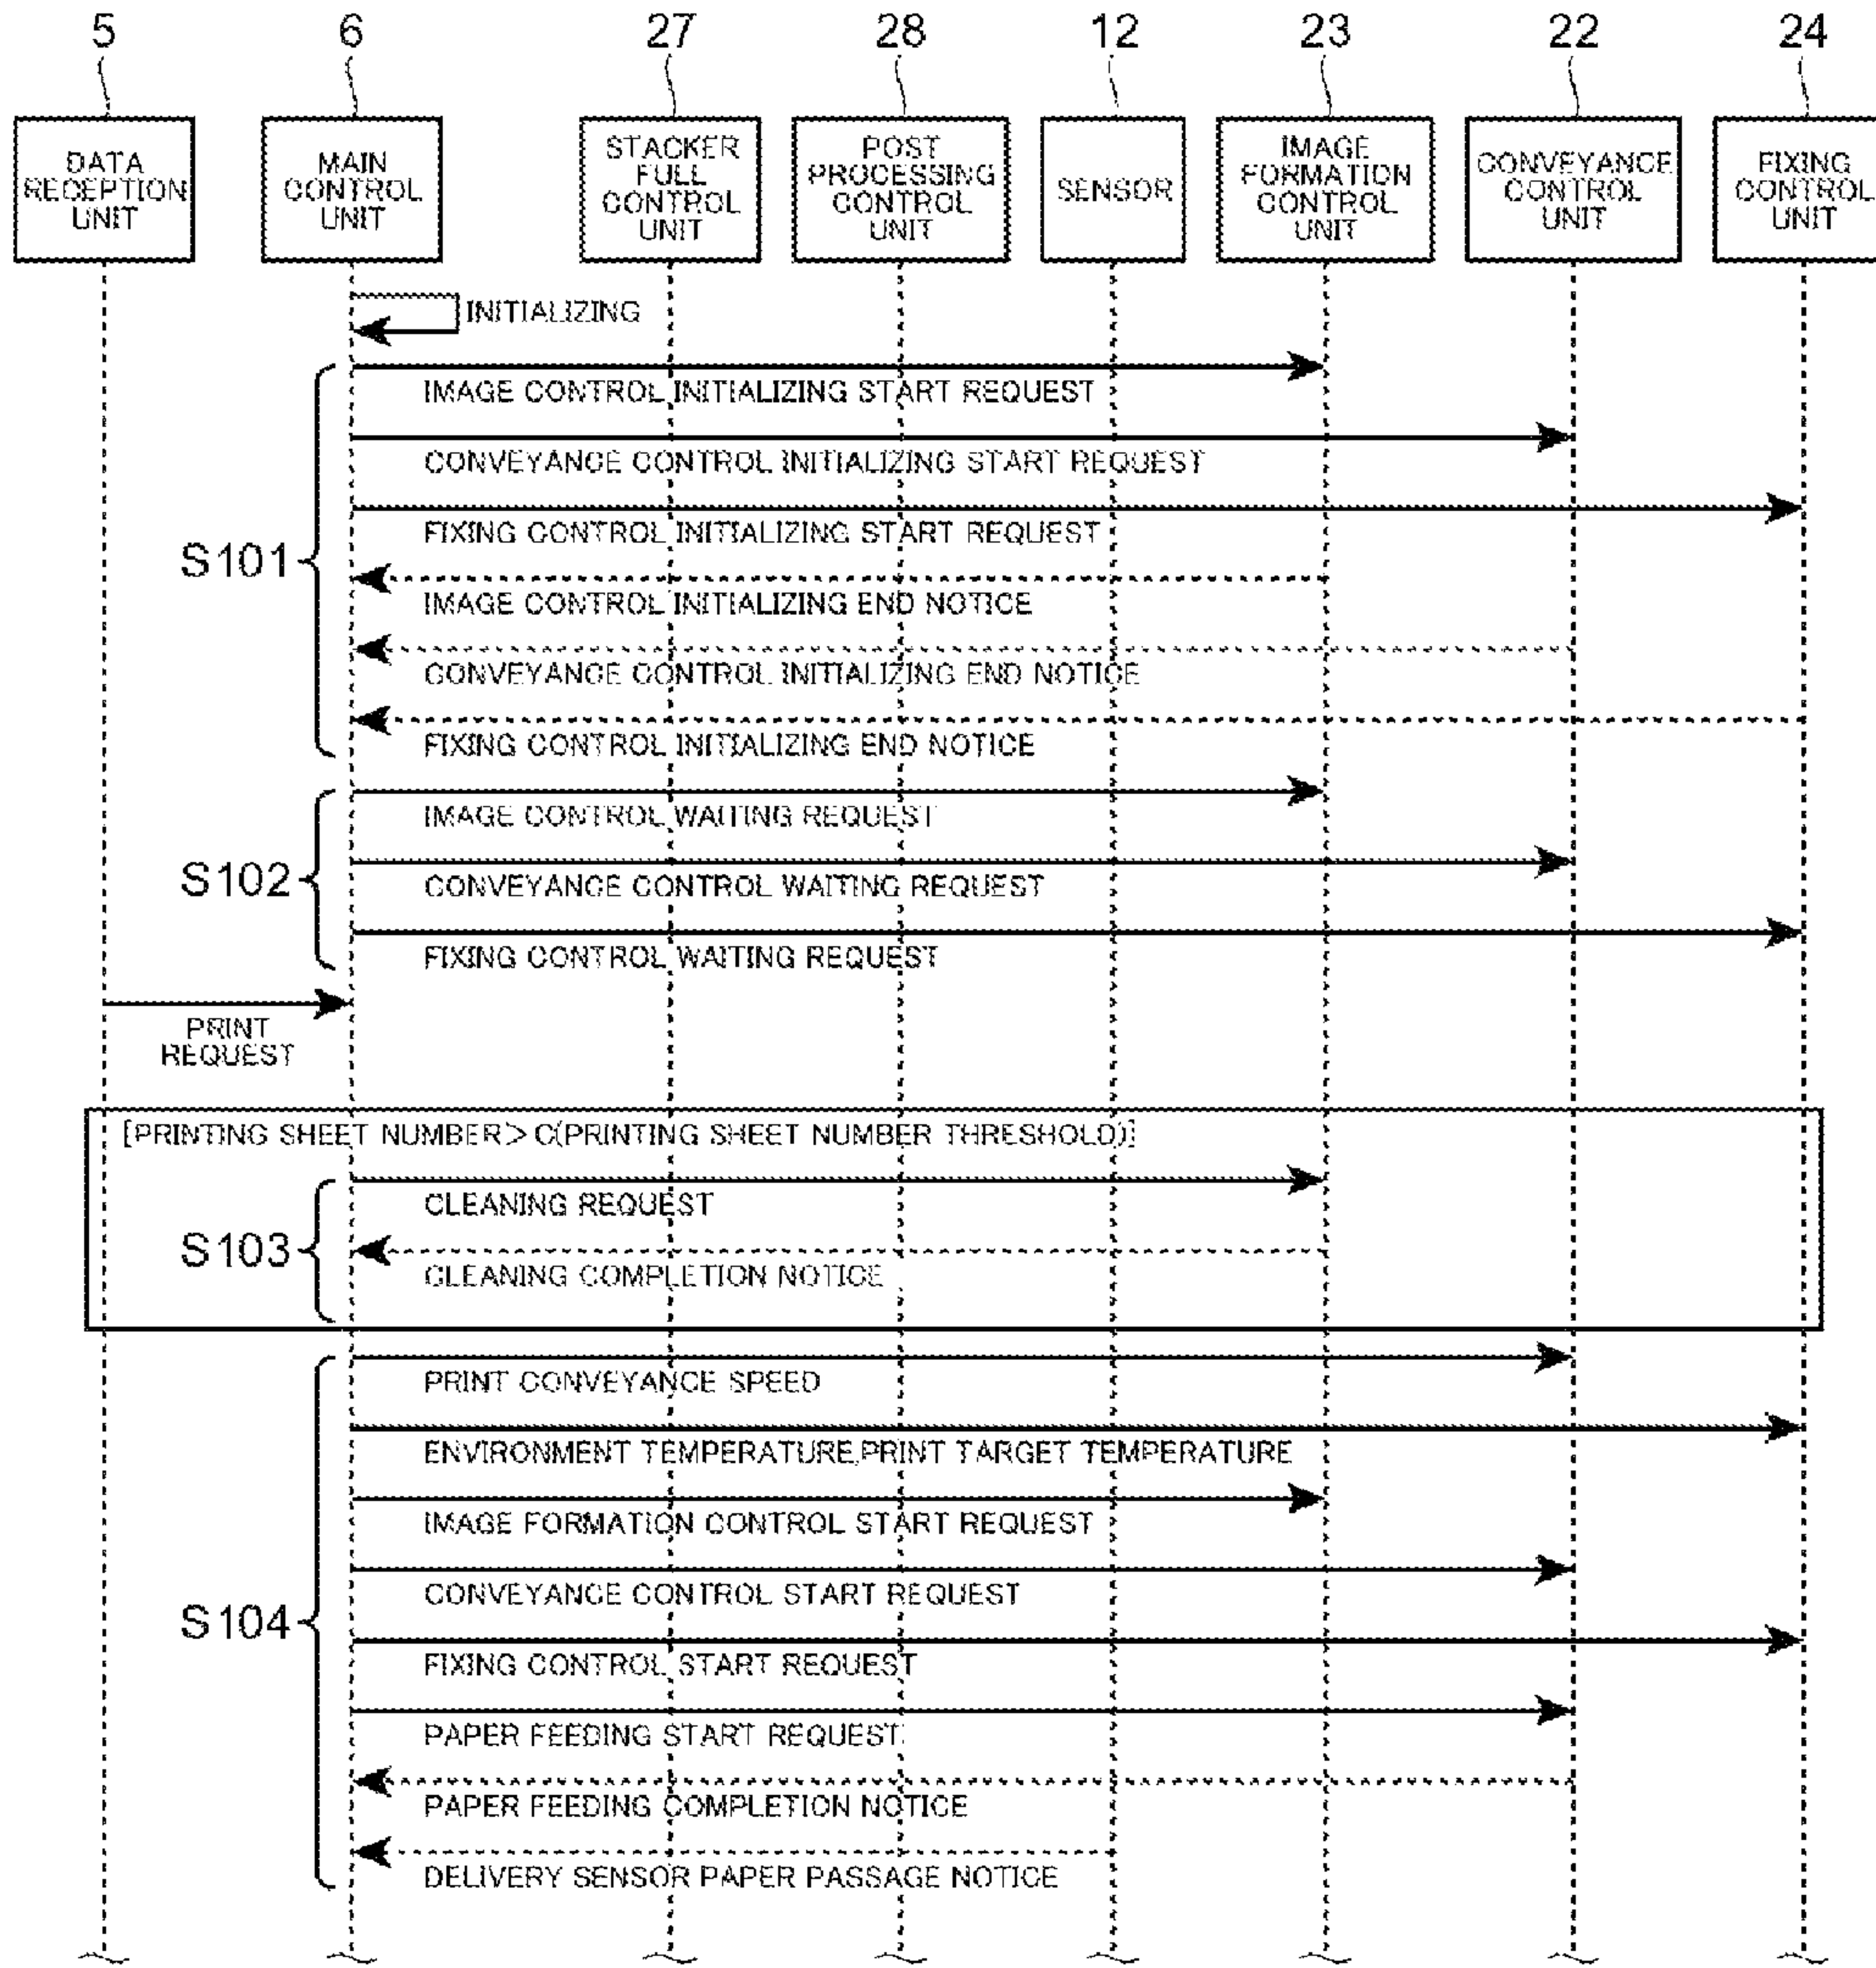 5 6 27 28 12 23 22 24
DATA
RECEPTION
UNIT
MAIN
CONTROL
UNIT
STACKER
FULL
CONTROL
UNIT
POST
PROCESSING
CONTROL
UNIT
SENSOR
IMAGE
FORMATION
CONTROL
UNIT
CONVEYANCE
CONTROL
UNIT
FIXING
CONTROL
UNIT
INITIALIZING
S101
IMAGE CONTROL INITIALIZING START REQUEST
CONVEYANCE CONTROL INITIALIZING START REQUEST
FIXING CONTROL INITIALIZING START REQUEST
IMAGE CONTROL INITIALIZING END NOTICE
CONVEYANCE CONTROL INITIALIZING END NOTICE
FIXING CONTROL INITIALIZING END NOTICE
S102
IMAGE CONTROL WAITING REQUEST
CONVEYANCE CONTROL WAITING REQUEST
FIXING CONTROL WAITING REQUEST
PRINT
REQUEST
[PRINTING SHEET NUMBER > C(PRINTING SHEET NUMBER THRESHOLD)]
S103
CLEANING REQUEST
CLEANING COMPLETION NOTICE
S104
PRINT CONVEYANCE SPEED
ENVIRONMENT TEMPERATURE,PRINT TARGET TEMPERATURE
IMAGE FORMATION CONTROL START REQUEST
CONVEYANCE CONTROL START REQUEST
FIXING CONTROL START REQUEST
PAPER FEEDING START REQUEST
PAPER FEEDING COMPLETION NOTICE
DELIVERY SENSOR PAPER PASSAGE NOTICE